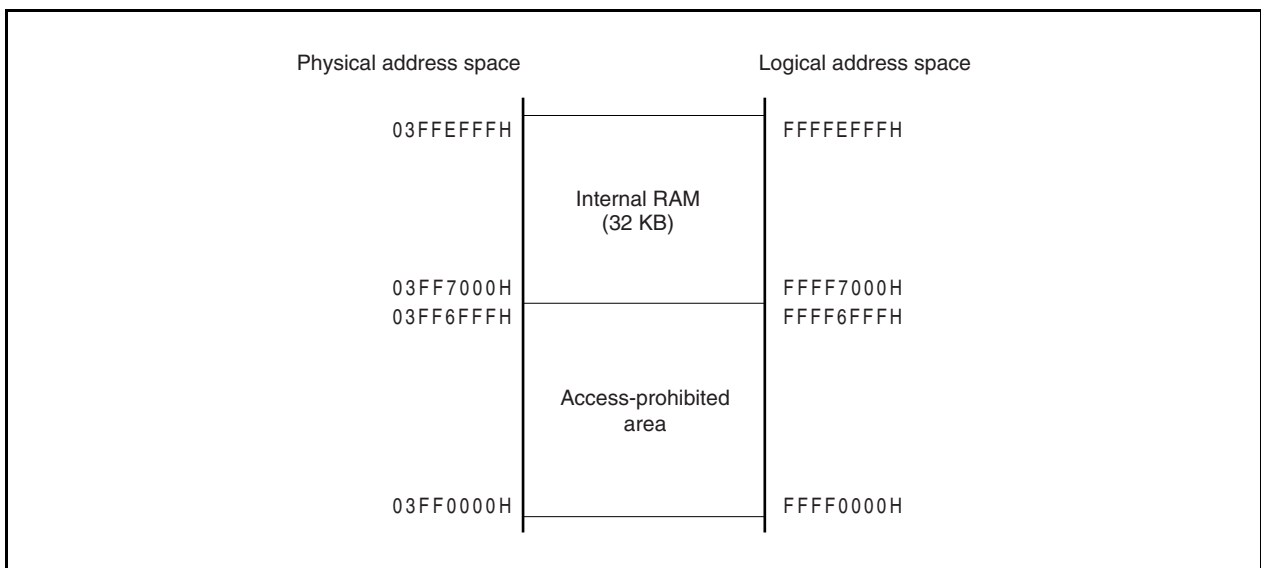 Physical address space
Logical address space
03FFEFFFH
FFFFEFFFH
Internal RAM
(32 KB)
03FF7000H
FFFF7000H
03FF6FFFH
FFFF6FFFH
Access-prohibited
area
03FF0000H
FFFF0000H